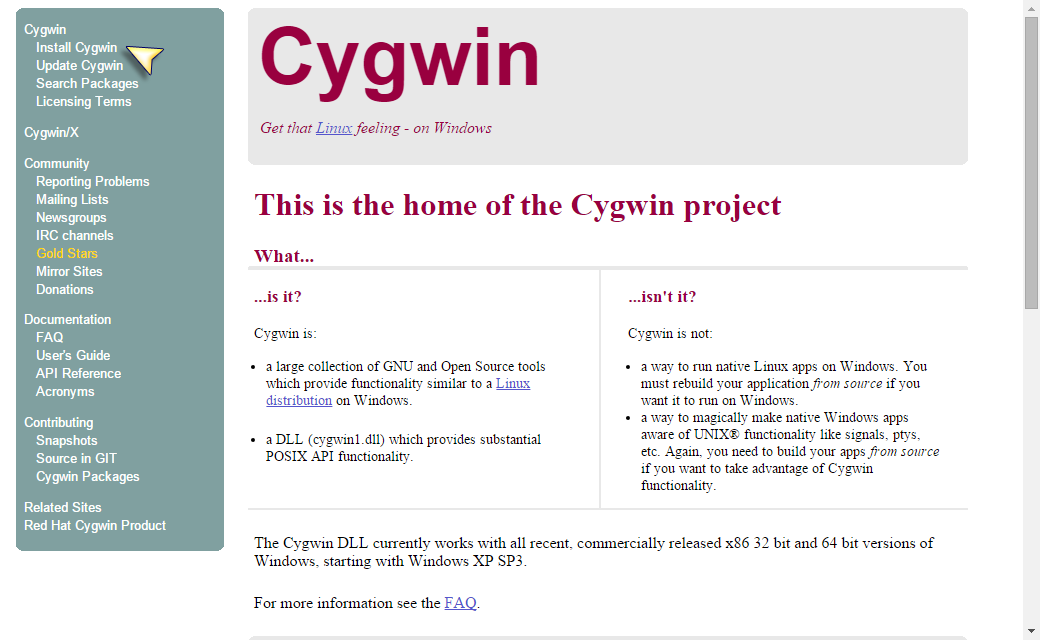 Cygwin
Install Cygwin
Update Cygwin
Search Packages
Licensing Terms
Cygwin/X
Community
Reporting Problems
Mailing Lists
Newsgroups
IRC channels
Gold Stars
Mirror Sites
Donations
Documentation
FAQ
User's Guide
API Reference
Acronyms
Contributing
Snapshots
Source in GIT
Cygwin Packages
Related Sites
Red Hat Cygwin Product
Cygwin
Get that Linux feeling - on Windows
This is the home of the Cygwin project
What...
...is it?
Cygwin is:
a large collection of GNU and Open Source tools
which provide functionality similar to a Linux
distribution on Windows.
a DLL (cygwin1.dll) which provides substantial
POSIX API functionality.
...isn't it?
Cygwin is not:
a way to run native Linux apps on Windows. You
must rebuild your application from source if you
want it to run on Windows.
a way to magically make native Windows apps
aware of UNIX® functionality like signals, ptys,
etc. Again, you need to build your apps from source
if you want to take advantage of Cygwin
functionality.
The Cygwin DLL currently works with all recent, commercially released x86 32 bit and 64 bit versions of
Windows, starting with Windows XP SP3.
For more information see the FAQ.